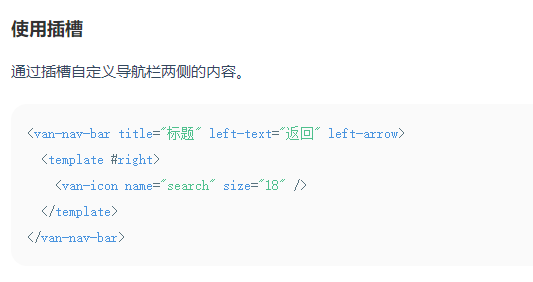 使用插槽
通过插槽自定义导航栏两侧的内容。
<van-nav-bar title="标题" left-text="返回" left-arrow>
  <template #right>
    <van-icon name="search" size="18" />
  </template>
</van-nav-bar>